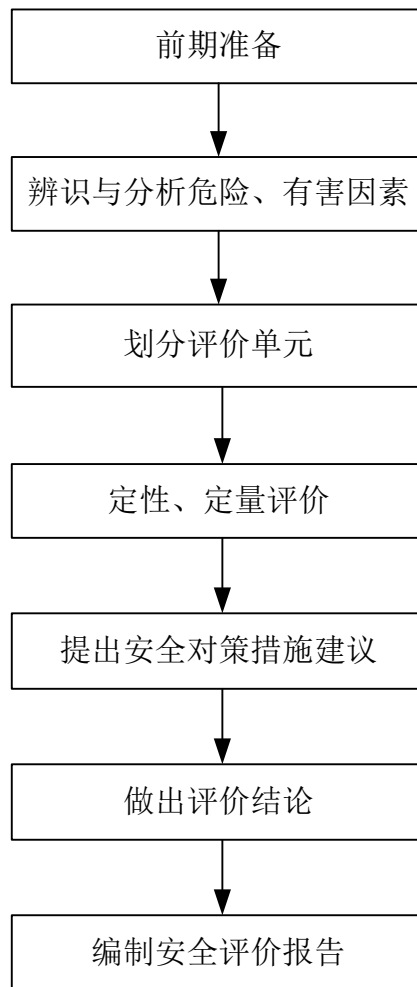 前期准备
辨识与分析危险、有害因素
划分评价单元
定性、定量评价
提出安全对策措施建议
做出评价结论
编制安全评价报告